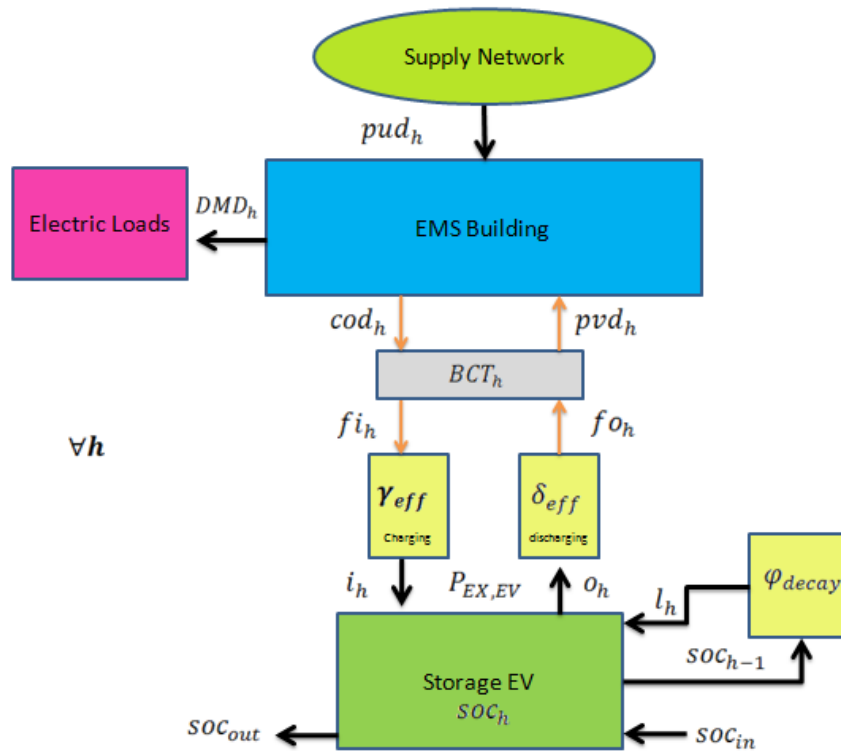 Supply Network
pud_h
Electric Loads
DMD_h
EMS Building
cod_h
pvd_h
BCT_h
fi_h
fo_h
∀h
γ_eff
Charging
δ_eff
discharging
i_h
P_EX,EV
o_h
l_h
φ_decay
soc_h−1
Storage EV
soc_h
soc_out
soc_in